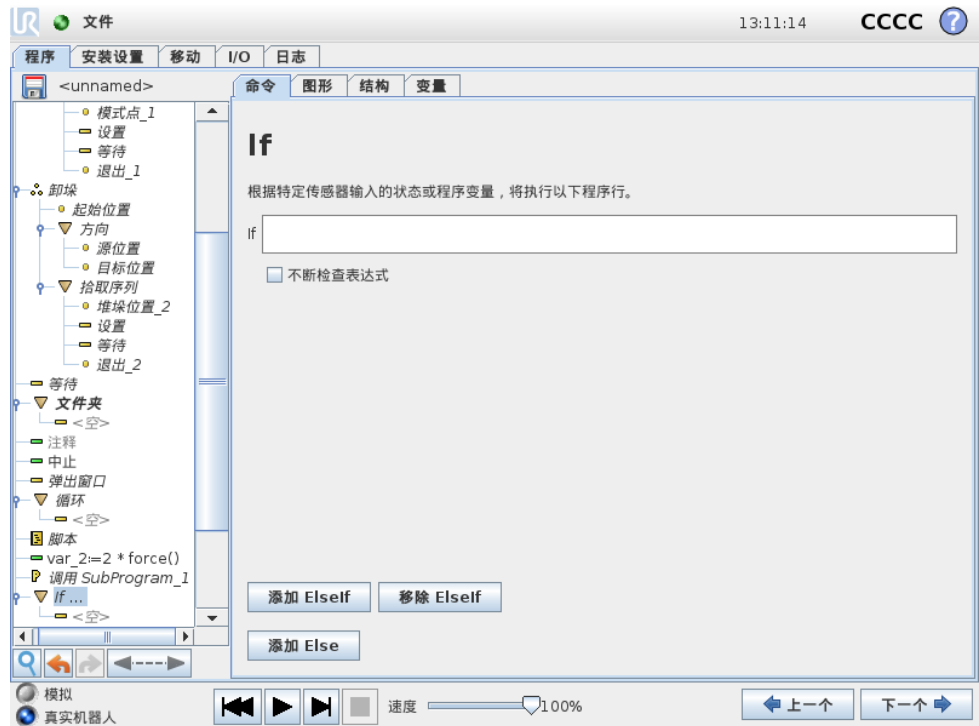 UR 文件 13:11:14 CCCC ?
程序 安装设置 移动 I/O 日志
<unnamed>
命令 图形 结构 变量
模式点_1
设置
等待
退出_1
卸垛
起始位置
方向
源位置
目标位置
拾取序列
堆垛位置_2
设置
等待
退出_2
等待
文件夹
<空>
注释
中止
弹出窗口
循环
<空>
脚本
var_2:=2 * force()
调用 SubProgram_1
If ...
<空>
If
根据特定传感器输入的状态或程序变量，将执行以下程序行。
If
不断检查表达式
添加 ElseIf 移除 ElseIf
添加 Else
模拟
真实机器人
速度 100%
上一个 下一个